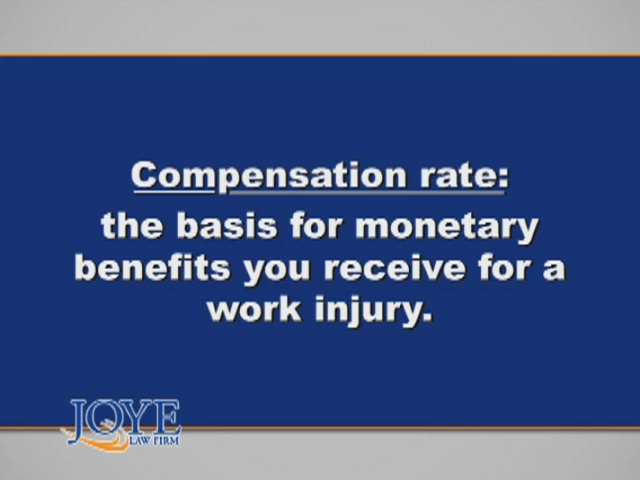 Compensation rate:
the basis for monetary
benefits you receive for a
work injury.
JOYE
LAW FIRM